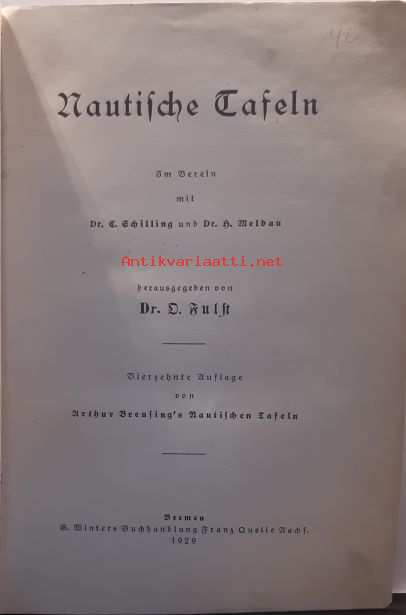 Nautische Tafeln
Im Verein
mit
Dr. C. Schilling und Dr. H. Meldau
Antikvariaatti.net
herausgegeben von
Dr. O. Fulst
Vierzehnte Auflage
von
Arthur Breusing's Nautischen Tafeln
Bremen
G. Winters Buchhandlung Franz Quelle Nachf.
1929